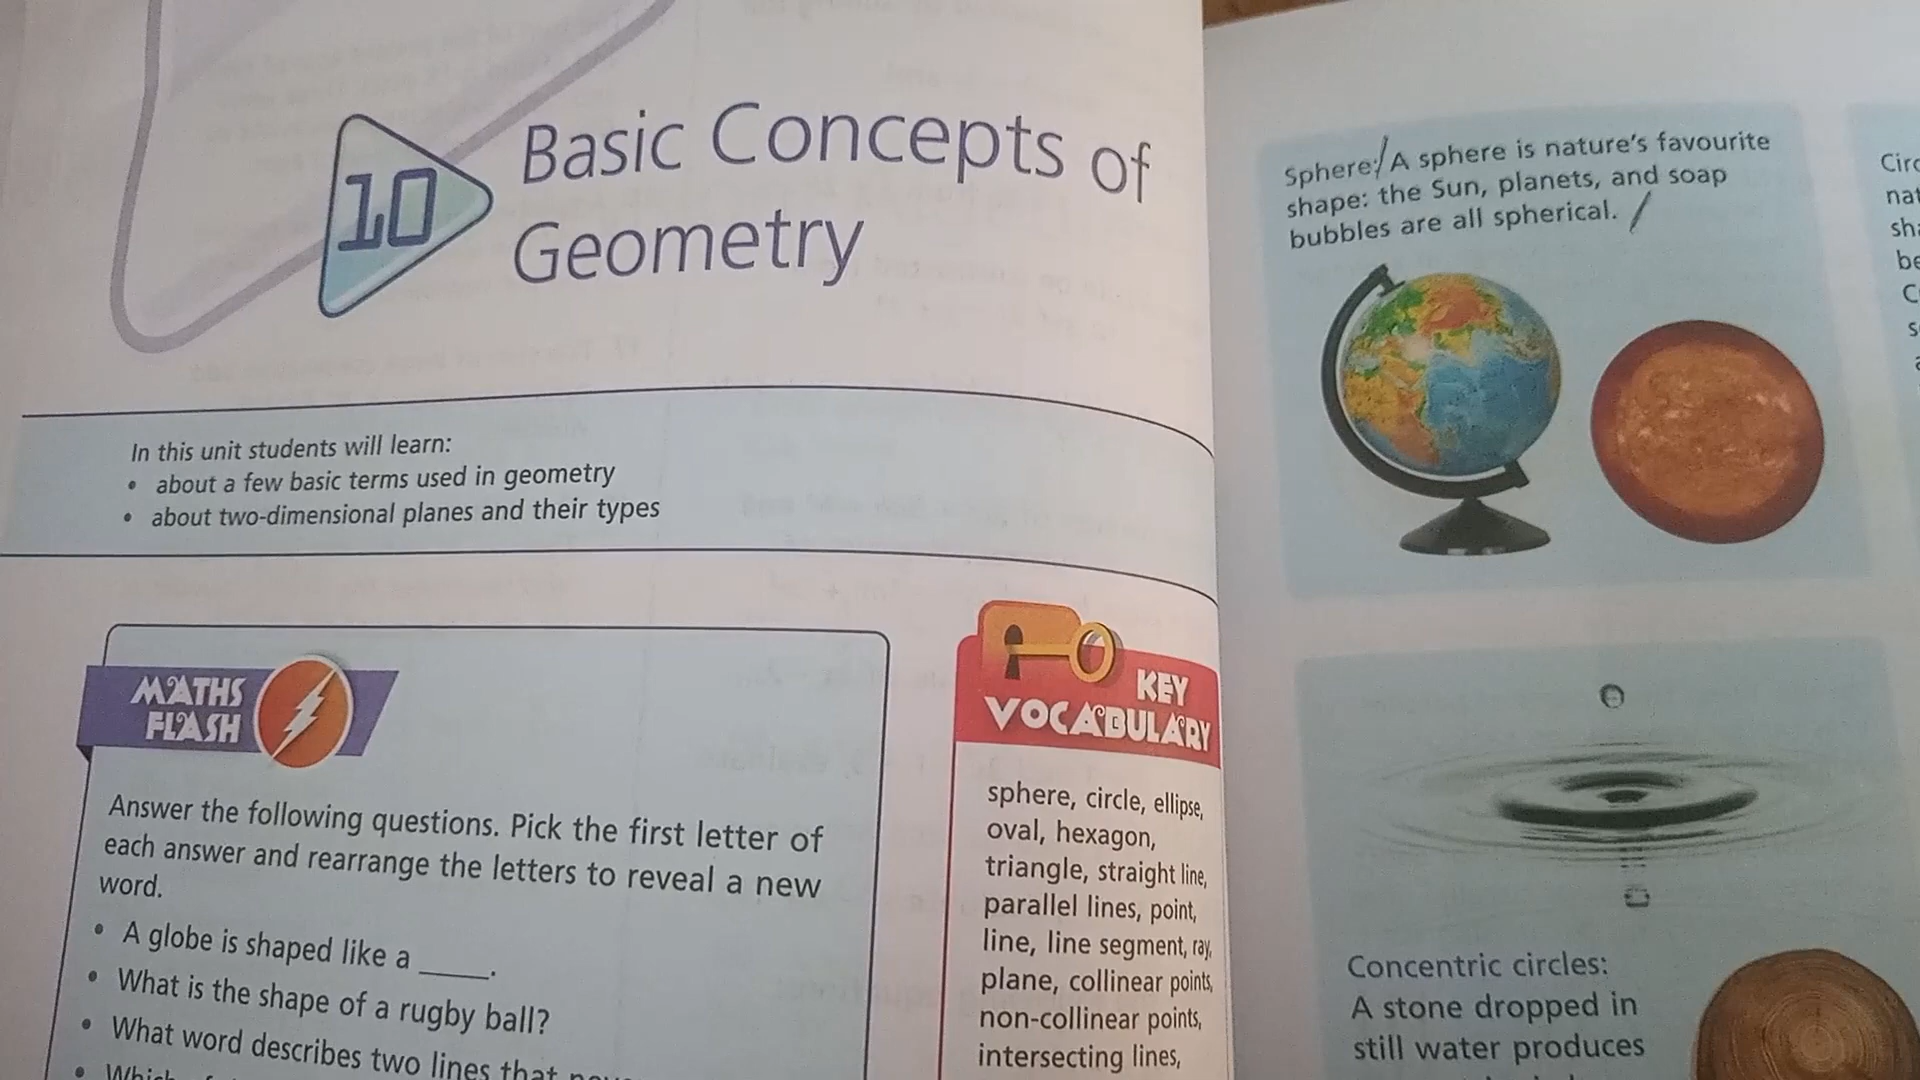 10
Basic Concepts of
Geometry
In this unit students will learn:
• about a few basic terms used in geometry
• about two-dimensional planes and their types
MATHS
FLASH
Answer the following questions. Pick the first letter of
each answer and rearrange the letters to reveal a new
word.
• A globe is shaped like a _____.
• What is the shape of a rugby ball?
• What word describes two lines that
• Which
KEY
VOCABULARY
sphere, circle, ellipse,
oval, hexagon,
triangle, straight line,
parallel lines, point,
line, line segment, ray,
plane, collinear points,
non-collinear points,
intersecting lines,
Sphere: A sphere is nature's favourite
shape: the Sun, planets, and soap
bubbles are all spherical.
Concentric circles:
A stone dropped in
still water produces